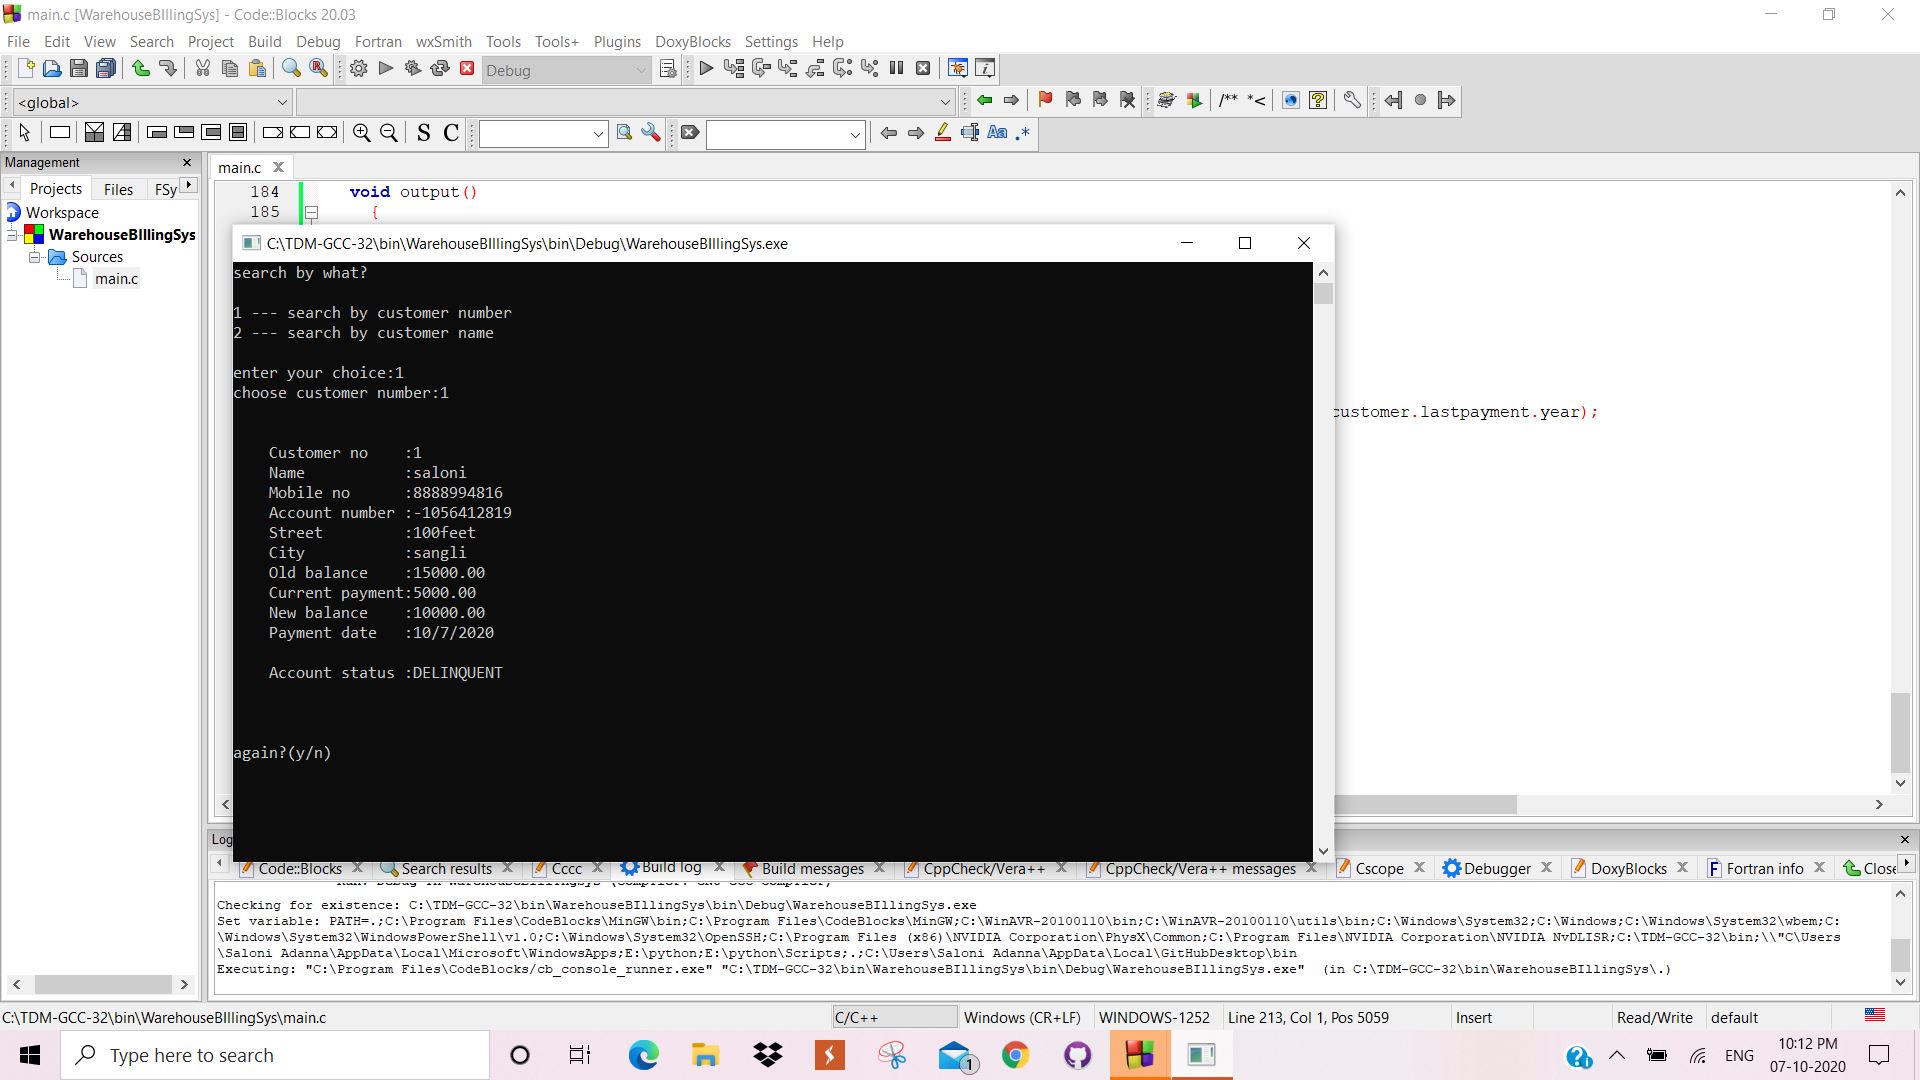 main.c [WarehouseBIllingSys] - Code::Blocks 20.03
File Edit View Search Project Build Debug Fortran wxSmith Tools Tools+ Plugins DoxyBlocks Settings Help
Debug
<global>
/** *<
S C
Aa .*
Management
main.c
Projects Files FSy
Workspace
WarehouseBIllingSys
Sources
main.c
184 void output()
185 {
C:\TDM-GCC-32\bin\WarehouseBIllingSys\bin\Debug\WarehouseBIllingSys.exe
search by what?
1 --- search by customer number
2 --- search by customer name
enter your choice:1
choose customer number:1
customer.lastpayment.year);
Customer no :1
Name :saloni
Mobile no :8888994816
Account number :-1056412819
Street :100feet
City :sangli
Old balance :15000.00
Current payment:5000.00
New balance :10000.00
Payment date :10/7/2020
Account status :DELINQUENT
again?(y/n)
Code::Blocks Search results Cccc Build log Build messages CppCheck/Vera++ CppCheck/Vera++ messages Cscope Debugger DoxyBlocks Fortran info Close
Checking for existence: C:\TDM-GCC-32\bin\WarehouseBIllingSys\bin\Debug\WarehouseBIllingSys.exe
Set variable: PATH=.;C:\Program Files\CodeBlocks\MinGW\bin;C:\Program Files\CodeBlocks\MinGW;C:\WinAVR-20100110\bin;C:\WinAVR-20100110\utils\bin;C:\Windows\System32;C:\Windows;C:\Windows\System32\wbem;C:
\Windows\System32\WindowsPowerShell\v1.0;C:\Windows\System32\OpenSSH;C:\Program Files (x86)\NVIDIA Corporation\PhysX\Common;C:\Program Files\NVIDIA Corporation\NVIDIA NvDLISR;C:\TDM-GCC-32\bin;\\"C\Users
\Saloni Adanna\AppData\Local\Microsoft\WindowsApps;E:\python;E:\python\Scripts;.;C:\Users\Saloni Adanna\AppData\Local\GitHubDesktop\bin
Executing: "C:\Program Files\CodeBlocks/cb_console_runner.exe" "C:\TDM-GCC-32\bin\WarehouseBIllingSys\bin\Debug\WarehouseBIllingSys.exe" (in C:\TDM-GCC-32\bin\WarehouseBIllingSys\.)
C:\TDM-GCC-32\bin\WarehouseBIllingSys\main.c C/C++ Windows (CR+LF) WINDOWS-1252 Line 213, Col 1, Pos 5059 Insert Read/Write default
Type here to search
1
ENG
10:12 PM
07-10-2020